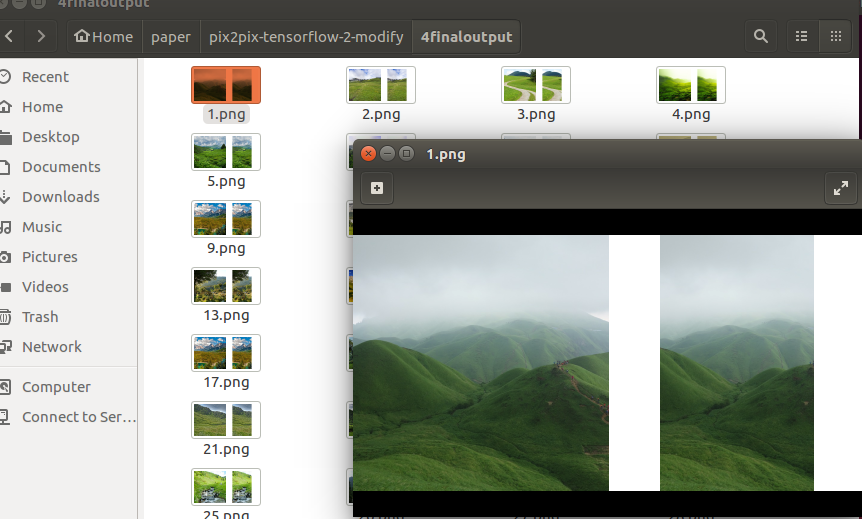 4finaloutput
Home paper pix2pix-tensorflow-2-modify 4finaloutput
Recent
Home
Desktop
Documents
Downloads
Music
Pictures
Videos
Trash
Network
Computer
Connect to Ser...
1.png 2.png 3.png 4.png
5.png
9.png
13.png
17.png
21.png
25.png
1.png